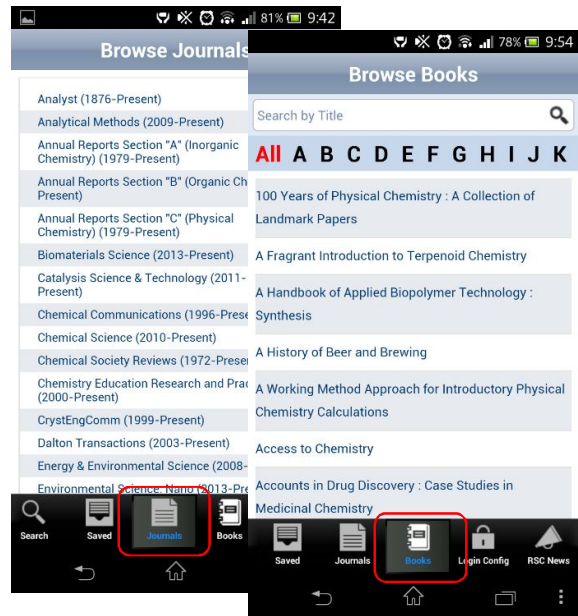 81% 9:42
Browse Journals
Analyst (1876-Present)
Analytical Methods (2009-Present)
Annual Reports Section "A" (Inorganic
Chemistry) (1979-Present)
Annual Reports Section "B" (Organic Ch
Present)
Annual Reports Section "C" (Physical
Chemistry) (1979-Present)
Biomaterials Science (2013-Present)
Catalysis Science & Technology (2011-
Present)
Chemical Communications (1996-Prese
Chemical Science (2010-Present)
Chemical Society Reviews (1972-Presen
Chemistry Education Research and Prac
(2000-Present)
CrystEngComm (1999-Present)
Dalton Transactions (2003-Present)
Energy & Environmental Science (2008-
Environmental Science: Nano (2013-Pre
Search Saved Journals Books
78% 9:54
Browse Books
Search by Title
All A B C D E F G H I J K
100 Years of Physical Chemistry : A Collection of
Landmark Papers
A Fragrant Introduction to Terpenoid Chemistry
A Handbook of Applied Biopolymer Technology :
Synthesis
A History of Beer and Brewing
A Working Method Approach for Introductory Physical
Chemistry Calculations
Access to Chemistry
Accounts in Drug Discovery : Case Studies in
Medicinal Chemistry
Saved Journals Books Login Config RSC News